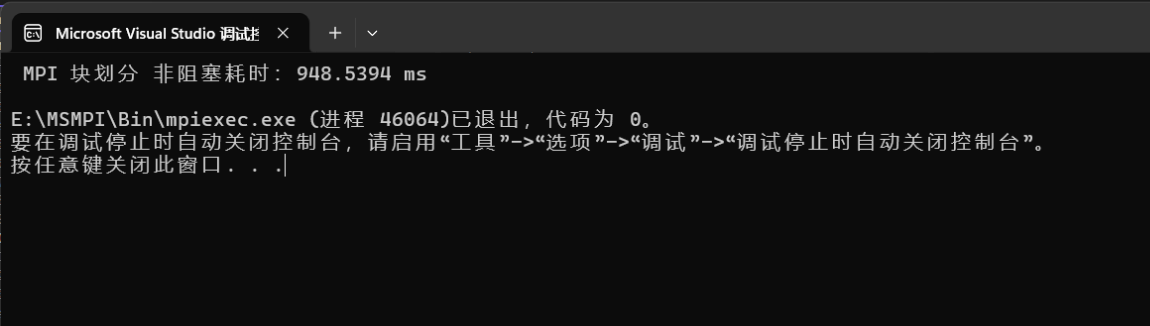 Microsoft Visual Studio 调试控
MPI 块划分 非阻塞耗时: 948.5394 ms
E:\MSMPI\Bin\mpiexec.exe (进程 46064)已退出，代码为 0。
要在调试停止时自动关闭控制台，请启用“工具”->“选项”->“调试”->“调试停止时自动关闭控制台”。
按任意键关闭此窗口. . .